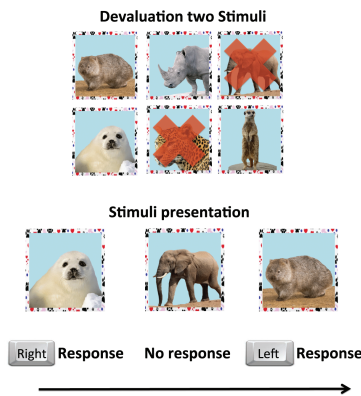 Devaluation two Stimuli
Stimuli presentation
Right Response No response Left Response